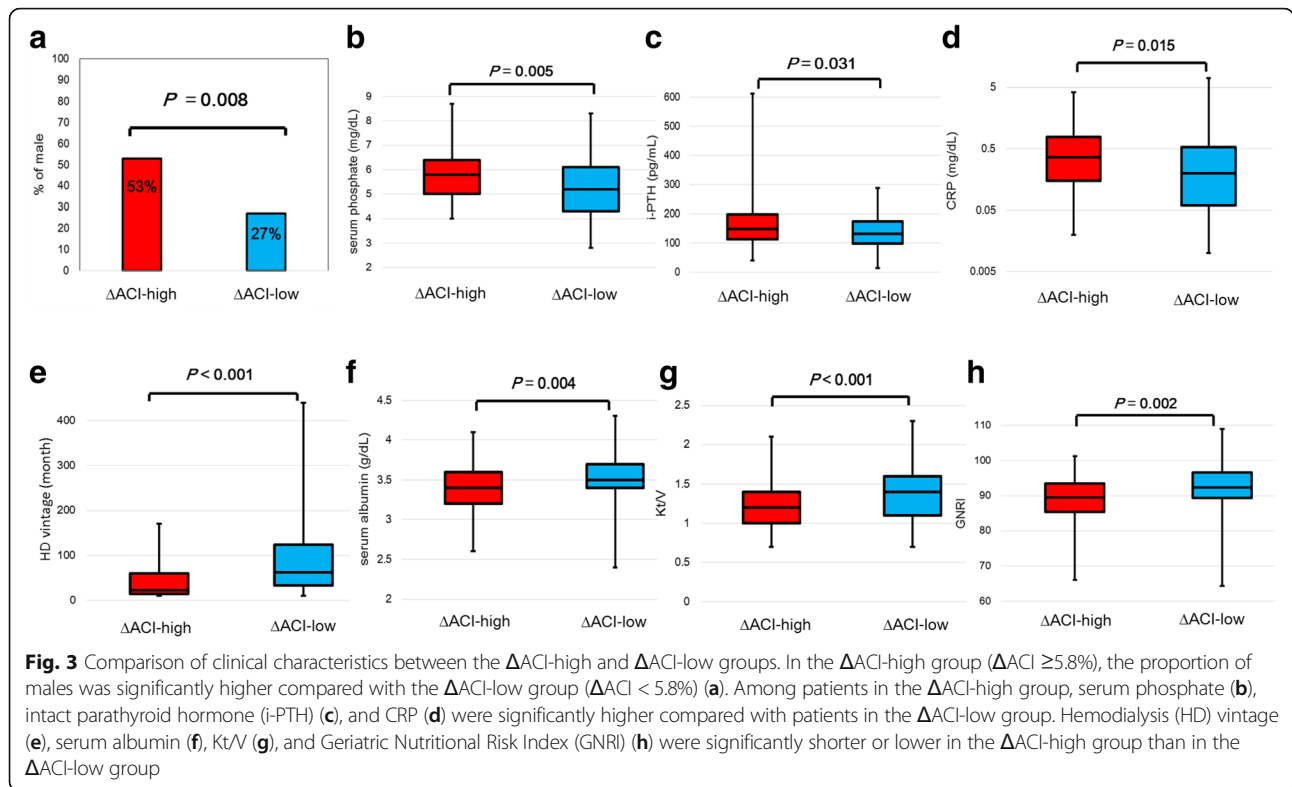 a
% of male
100
90
80
70
60
50
40
30
20
10
0
P = 0.008
53%
27%
ΔACI-high ΔACI-low
b
serum phosphate (mg/dL)
9
8
7
6
5
4
3
2
P = 0.005
ΔACI-high ΔACI-low
c
i-PTH (pg/mL)
600
500
400
300
200
100
0
P = 0.031
ΔACI-high ΔACI-low
d
CRP (mg/dL)
5
0.5
0.05
0.005
P = 0.015
ΔACI-high ΔACI-low
e
HD vintage (month)
400
300
200
100
0
P < 0.001
ΔACI-high ΔACI-low
f
serum albumin (g/dL)
4.5
4
3.5
3
2.5
2
P = 0.004
ΔACI-high ΔACI-low
g
Kt/V
2.5
2
1.5
1
0.5
0
P < 0.001
ΔACI-high ΔACI-low
h
GNRI
110
100
90
80
70
60
P = 0.002
ΔACI-high ΔACI-low
Fig. 3 Comparison of clinical characteristics between the ΔACI-high and ΔACI-low groups. In the ΔACI-high group (ΔACI ≥5.8%), the proportion of
males was significantly higher compared with the ΔACI-low group (ΔACI < 5.8%) (a). Among patients in the ΔACI-high group, serum phosphate (b),
intact parathyroid hormone (i-PTH) (c), and CRP (d) were significantly higher compared with patients in the ΔACI-low group. Hemodialysis (HD) vintage
(e), serum albumin (f), Kt/V (g), and Geriatric Nutritional Risk Index (GNRI) (h) were significantly shorter or lower in the ΔACI-high group than in the
ΔACI-low group